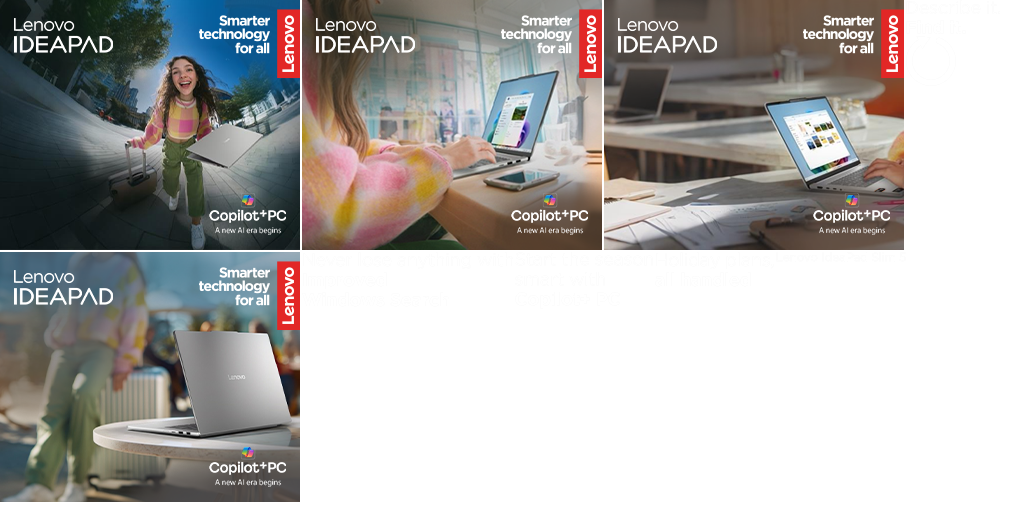 Lenovo
IDEAPAD
Smarter
technology
for all
Lenovo
Copilot+PC
A new AI era begins
Lenovo
IDEAPAD
Smarter
technology
for all
Lenovo
Copilot+PC
A new AI era begins
Lenovo
IDEAPAD
Smarter
technology
for all
Lenovo
Copilot+PC
A new AI era begins
Lenovo
IDEAPAD
Smarter
technology
for all
Lenovo
Lenovo
Copilot+PC
A new AI era begins